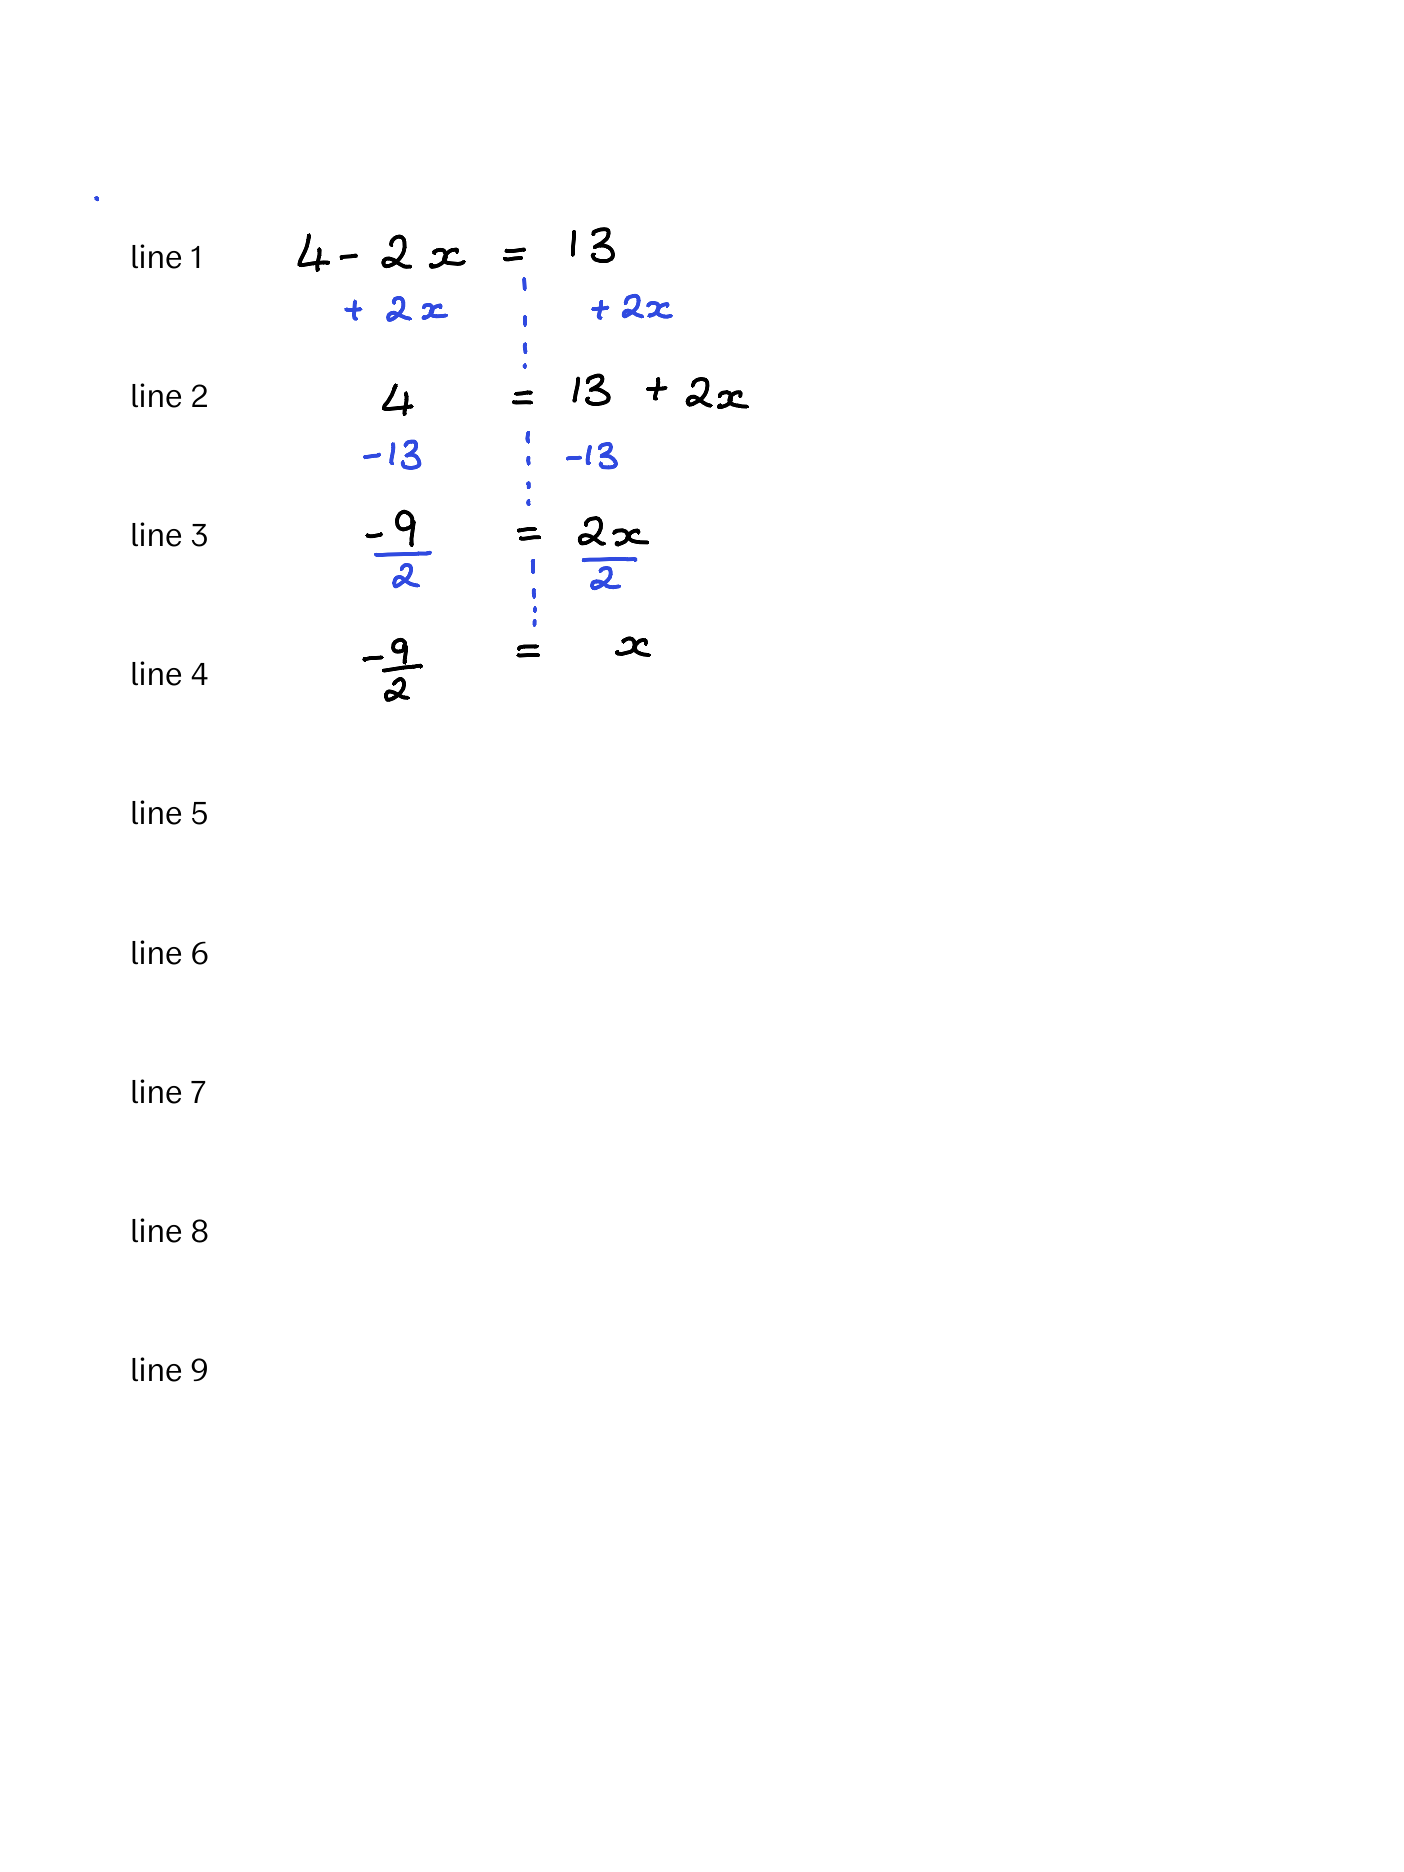 line 1 4 - 2x = 13
+ 2x + 2x
line 2 4 = 13 + 2x
-13 -13
line 3 -9/2 = 2x/2
line 4 -9/2 = x
line 5
line 6
line 7
line 8
line 9